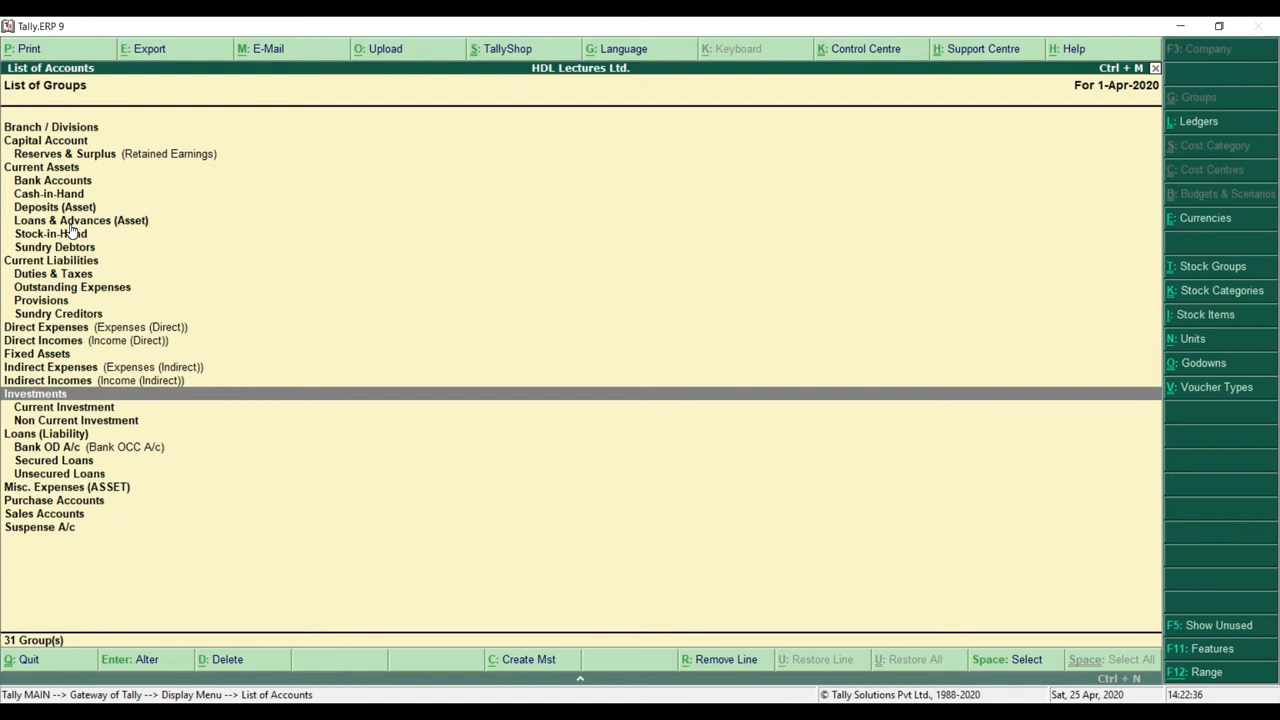 Tally.ERP 9
P: Print E: Export M: E-Mail O: Upload S: TallyShop G: Language K: Keyboard K: Control Centre H: Support Centre H: Help
List of Accounts HDL Lectures Ltd. Ctrl + M
List of Groups For 1-Apr-2020
Branch / Divisions
Capital Account
Reserves & Surplus (Retained Earnings)
Current Assets
Bank Accounts
Cash-in-Hand
Deposits (Asset)
Loans & Advances (Asset)
Stock-in-Hand
Sundry Debtors
Current Liabilities
Duties & Taxes
Outstanding Expenses
Provisions
Sundry Creditors
Direct Expenses (Expenses (Direct))
Direct Incomes (Income (Direct))
Fixed Assets
Indirect Expenses (Expenses (Indirect))
Indirect Incomes (Income (Indirect))
Investments
Current Investment
Non Current Investment
Loans (Liability)
Bank OD A/c (Bank OCC A/c)
Secured Loans
Unsecured Loans
Misc. Expenses (ASSET)
Purchase Accounts
Sales Accounts
Suspense A/c
31 Group(s)
F3: Company
G: Groups
L: Ledgers
S: Cost Category
C: Cost Centres
B: Budgets & Scenarios
E: Currencies
T: Stock Groups
K: Stock Categories
I: Stock Items
N: Units
O: Godowns
V: Voucher Types
F5: Show Unused
F11: Features
F12: Range
Q: Quit Enter: Alter D: Delete C: Create Mst R: Remove Line U: Restore Line U: Restore All Space: Select Space: Select All
Ctrl + N
Tally MAIN --> Gateway of Tally --> Display Menu --> List of Accounts © Tally Solutions Pvt Ltd., 1988-2020 Sat, 25 Apr, 2020 14:22:36